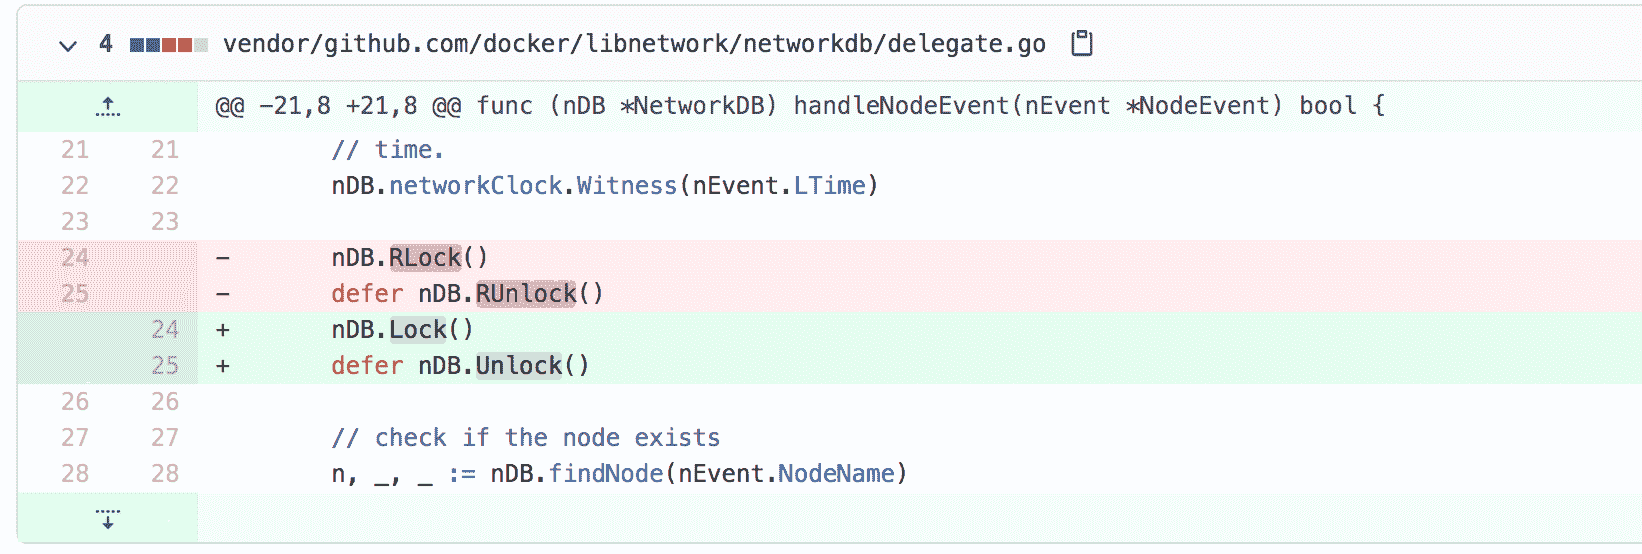 4 vendor/github.com/docker/libnetwork/networkdb/delegate.go
@@ -21,8 +21,8 @@ func (nDB *NetworkDB) handleNodeEvent(nEvent *NodeEvent) bool {
21 21 // time.
22 22 nDB.networkClock.Witness(nEvent.LTime)
23 23
24 - nDB.RLock()
25 - defer nDB.RUnlock()
24 + nDB.Lock()
25 + defer nDB.Unlock()
26 26
27 27 // check if the node exists
28 28 n, _, _ := nDB.findNode(nEvent.NodeName)